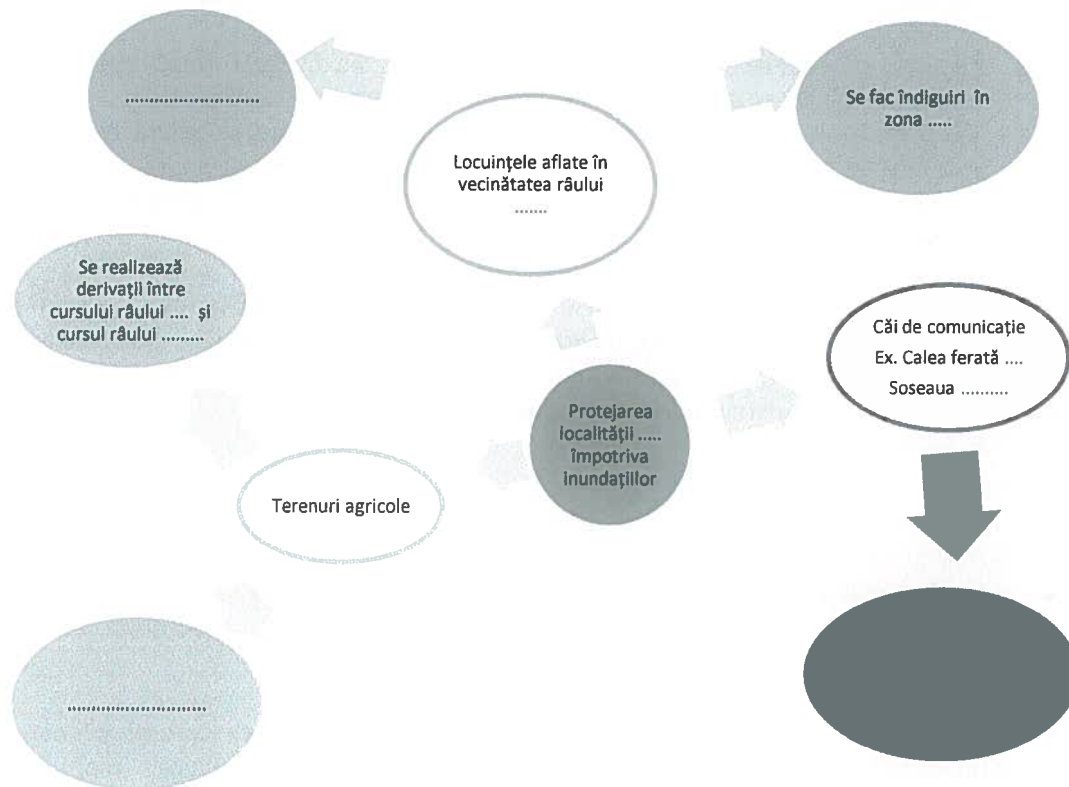 ............................
Se fac îndiguiri în
zona .....
Locuințele aflate în
vecinătatea râului
.......
Se realizează
derivații între
cursului râului .... și
cursul râului .........
Căi de comunicație
Ex. Calea ferată ....
Soseaua ..........
Protejarea
localității .....
împotriva
inundațiilor
Terenuri agricole
.............................